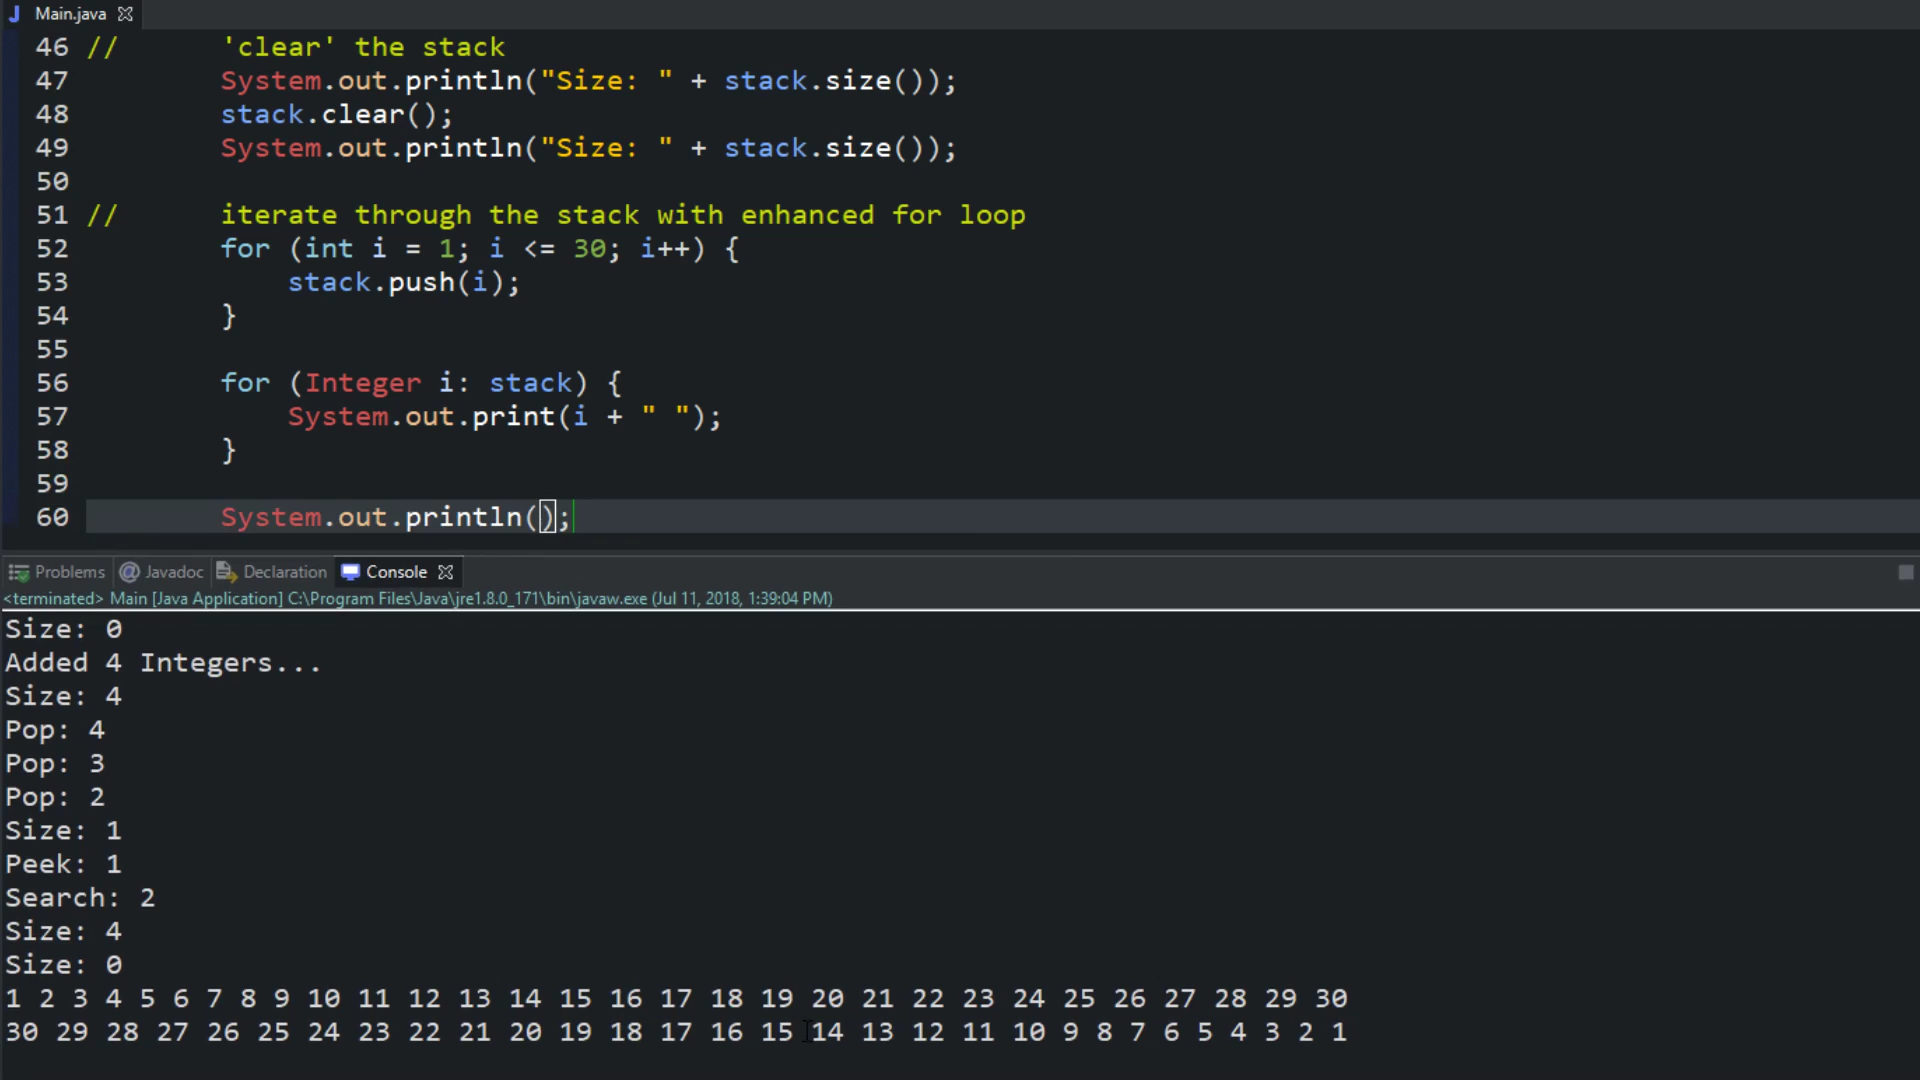 Main.java
46 // 'clear' the stack
47 System.out.println("Size: " + stack.size());
48 stack.clear();
49 System.out.println("Size: " + stack.size());
50
51 // iterate through the stack with enhanced for loop
52 for (int i = 1; i <= 30; i++) {
53 stack.push(i);
54 }
55
56 for (Integer i: stack) {
57 System.out.print(i + " ");
58 }
59
60 System.out.println();
Problems @ Javadoc Declaration Console
<terminated> Main [Java Application] C:\Program Files\Java\jre1.8.0_171\bin\javaw.exe (Jul 11, 2018, 1:39:04 PM)
Size: 0
Added 4 Integers...
Size: 4
Pop: 4
Pop: 3
Pop: 2
Size: 1
Peek: 1
Search: 2
Size: 4
Size: 0
1 2 3 4 5 6 7 8 9 10 11 12 13 14 15 16 17 18 19 20 21 22 23 24 25 26 27 28 29 30
30 29 28 27 26 25 24 23 22 21 20 19 18 17 16 15 14 13 12 11 10 9 8 7 6 5 4 3 2 1